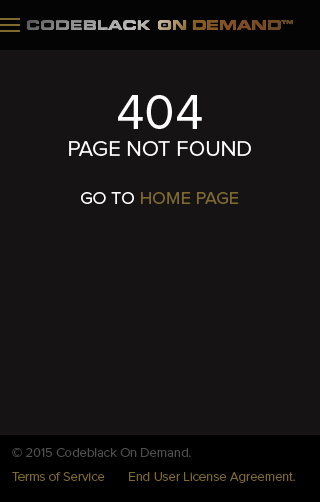 CODEBLACK ON DEMAND™
404
PAGE NOT FOUND
GO TO HOME PAGE
© 2015 Codeblack On Demand.
Terms of Service End User License Agreement.